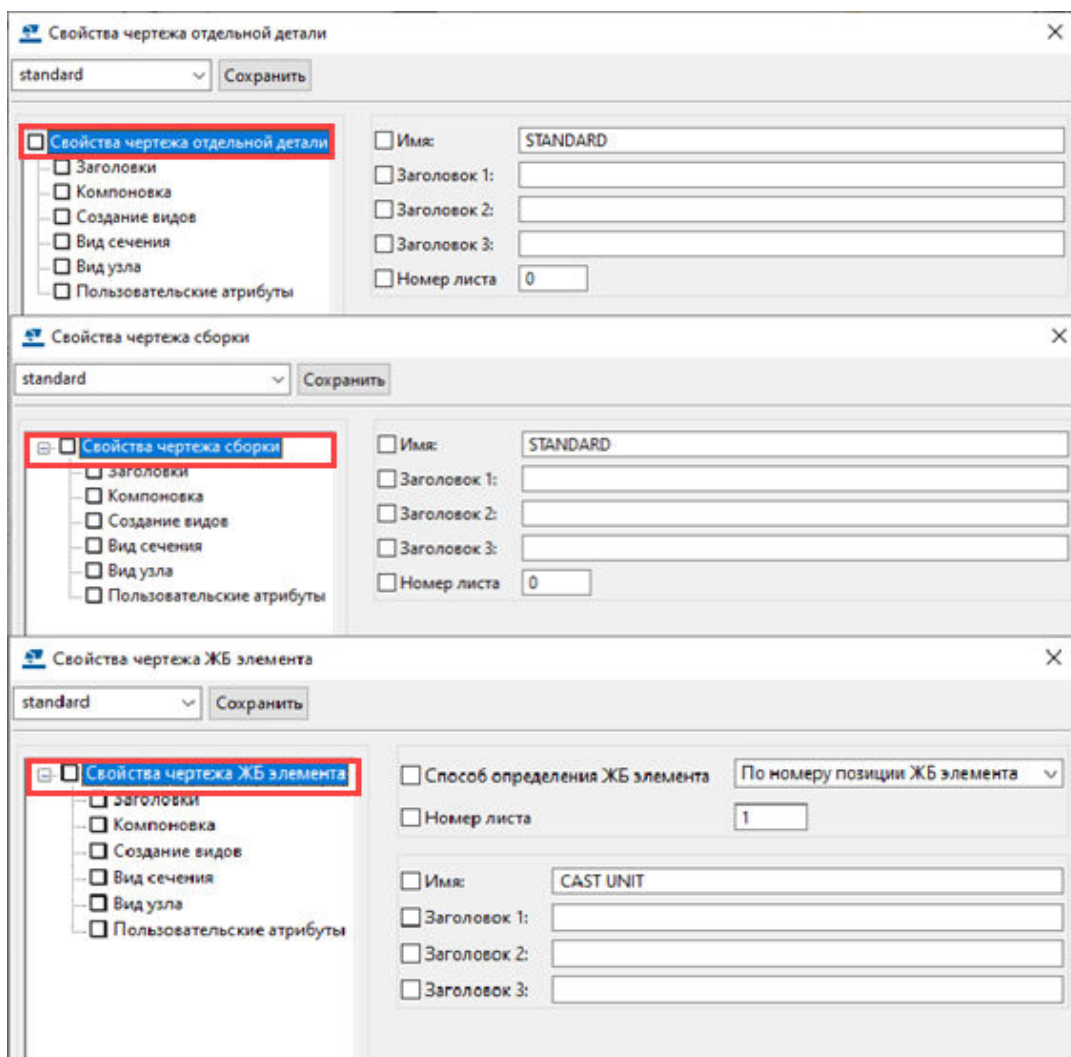 Свойства чертежа отдельной детали
standard Сохранить
Свойства чертежа отдельной детали
Заголовки
Компоновка
Создание видов
Вид сечения
Вид узла
Пользовательские атрибуты
Имя: STANDARD
Заголовок 1:
Заголовок 2:
Заголовок 3:
Номер листа 0
Свойства чертежа сборки
standard Сохранить
Свойства чертежа сборки
Заголовки
Компоновка
Создание видов
Вид сечения
Вид узла
Пользовательские атрибуты
Имя: STANDARD
Заголовок 1:
Заголовок 2:
Заголовок 3:
Номер листа 0
Свойства чертежа ЖБ элемента
standard Сохранить
Свойства чертежа ЖБ элемента
Заголовки
Компоновка
Создание видов
Вид сечения
Вид узла
Пользовательские атрибуты
Способ определения ЖБ элемента По номеру позиции ЖБ элемента
Номер листа 1
Имя: CAST UNIT
Заголовок 1:
Заголовок 2:
Заголовок 3: